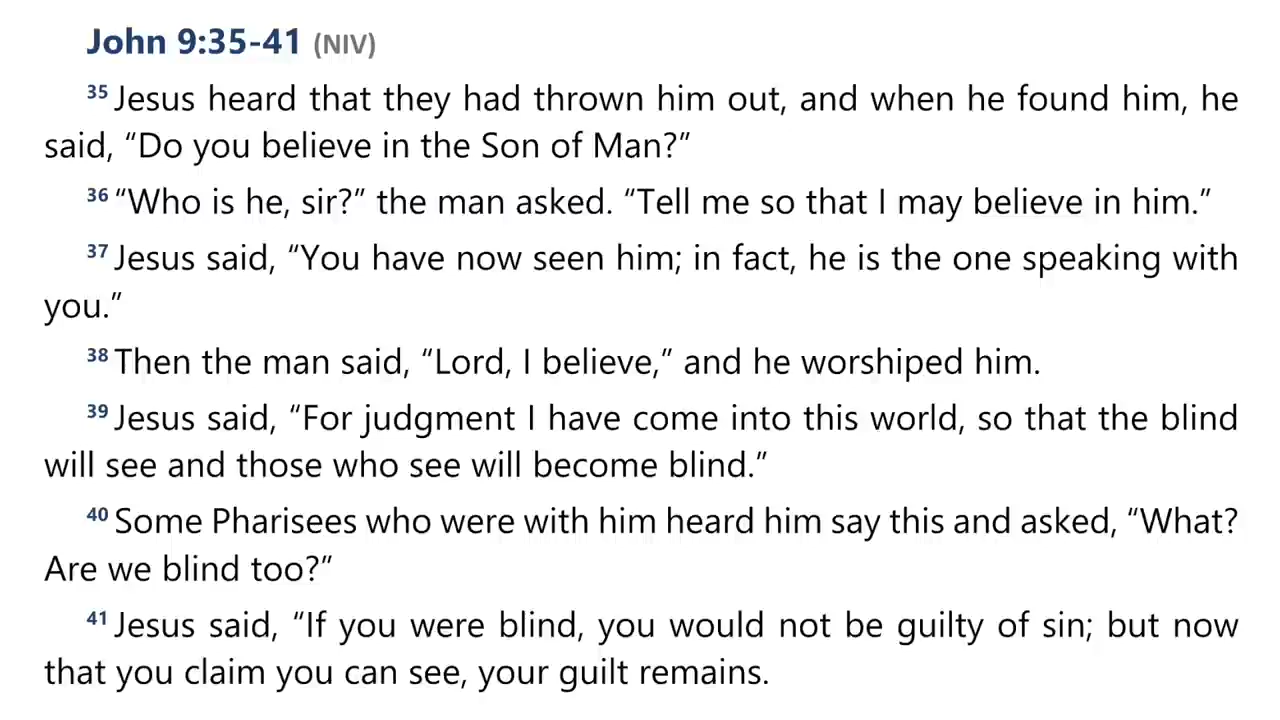 John 9:35-41 (NIV)
35 Jesus heard that they had thrown him out, and when he found him, he
said, “Do you believe in the Son of Man?”
36 “Who is he, sir?” the man asked. “Tell me so that I may believe in him.”
37 Jesus said, “You have now seen him; in fact, he is the one speaking with
you.”
38 Then the man said, “Lord, I believe,” and he worshiped him.
39 Jesus said, “For judgment I have come into this world, so that the blind
will see and those who see will become blind.”
40 Some Pharisees who were with him heard him say this and asked, “What?
Are we blind too?”
41 Jesus said, “If you were blind, you would not be guilty of sin; but now
that you claim you can see, your guilt remains.